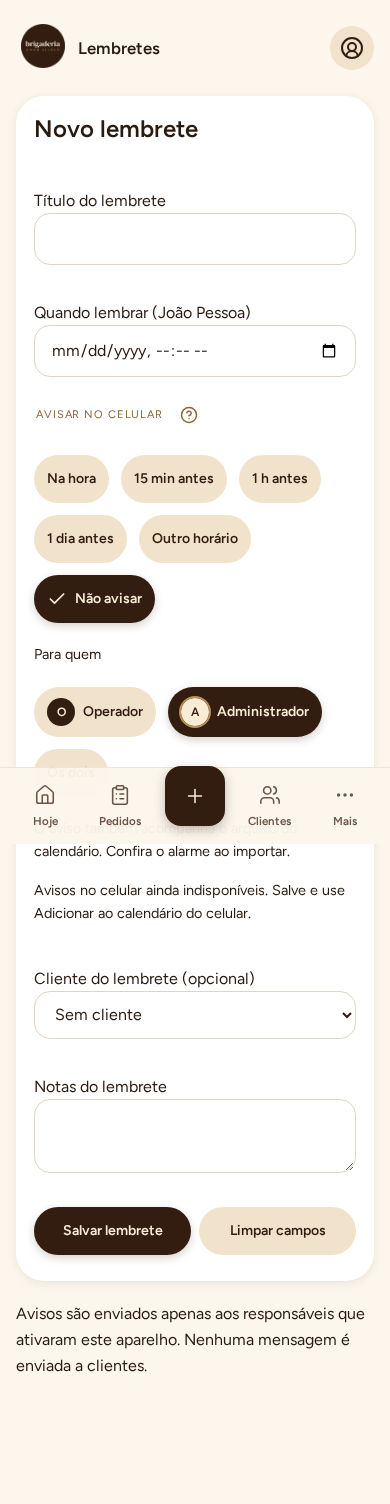 brigaderia
Lembretes
Novo lembrete
Título do lembrete
Quando lembrar (João Pessoa)
mm/dd/yyyy, --:-- --
AVISAR NO CELULAR
Na hora
15 min antes
1 h antes
1 dia antes
Outro horário
Não avisar
Para quem
O Operador
A Administrador
Os dois
Hoje
Pedidos
Clientes
Mais
calendário. Confira o alarme ao importar.
Avisos no celular ainda indisponíveis. Salve e use
Adicionar ao calendário do celular.
Cliente do lembrete (opcional)
Sem cliente
Notas do lembrete
Salvar lembrete
Limpar campos
Avisos são enviados apenas aos responsáveis que
ativaram este aparelho. Nenhuma mensagem é
enviada a clientes.